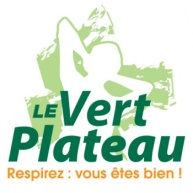 LE Vert
Plateau
Respirez : vous êtes bien !